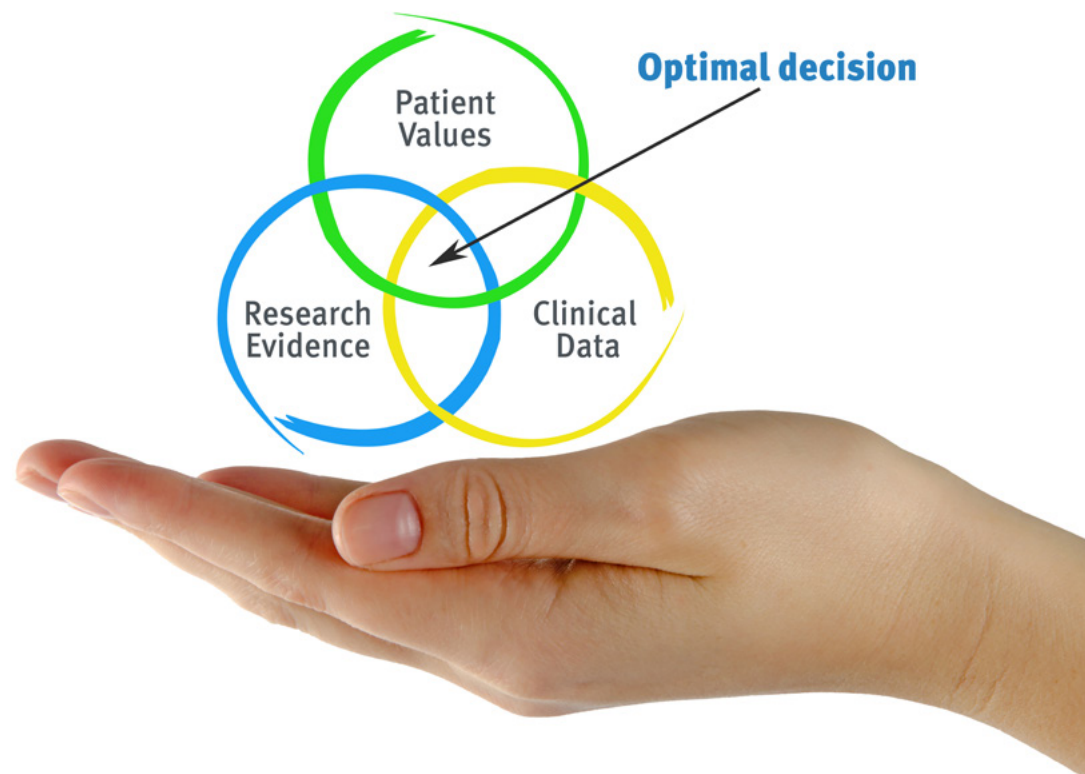 Optimal decision
Patient
Values
Research
Evidence
Clinical
Data